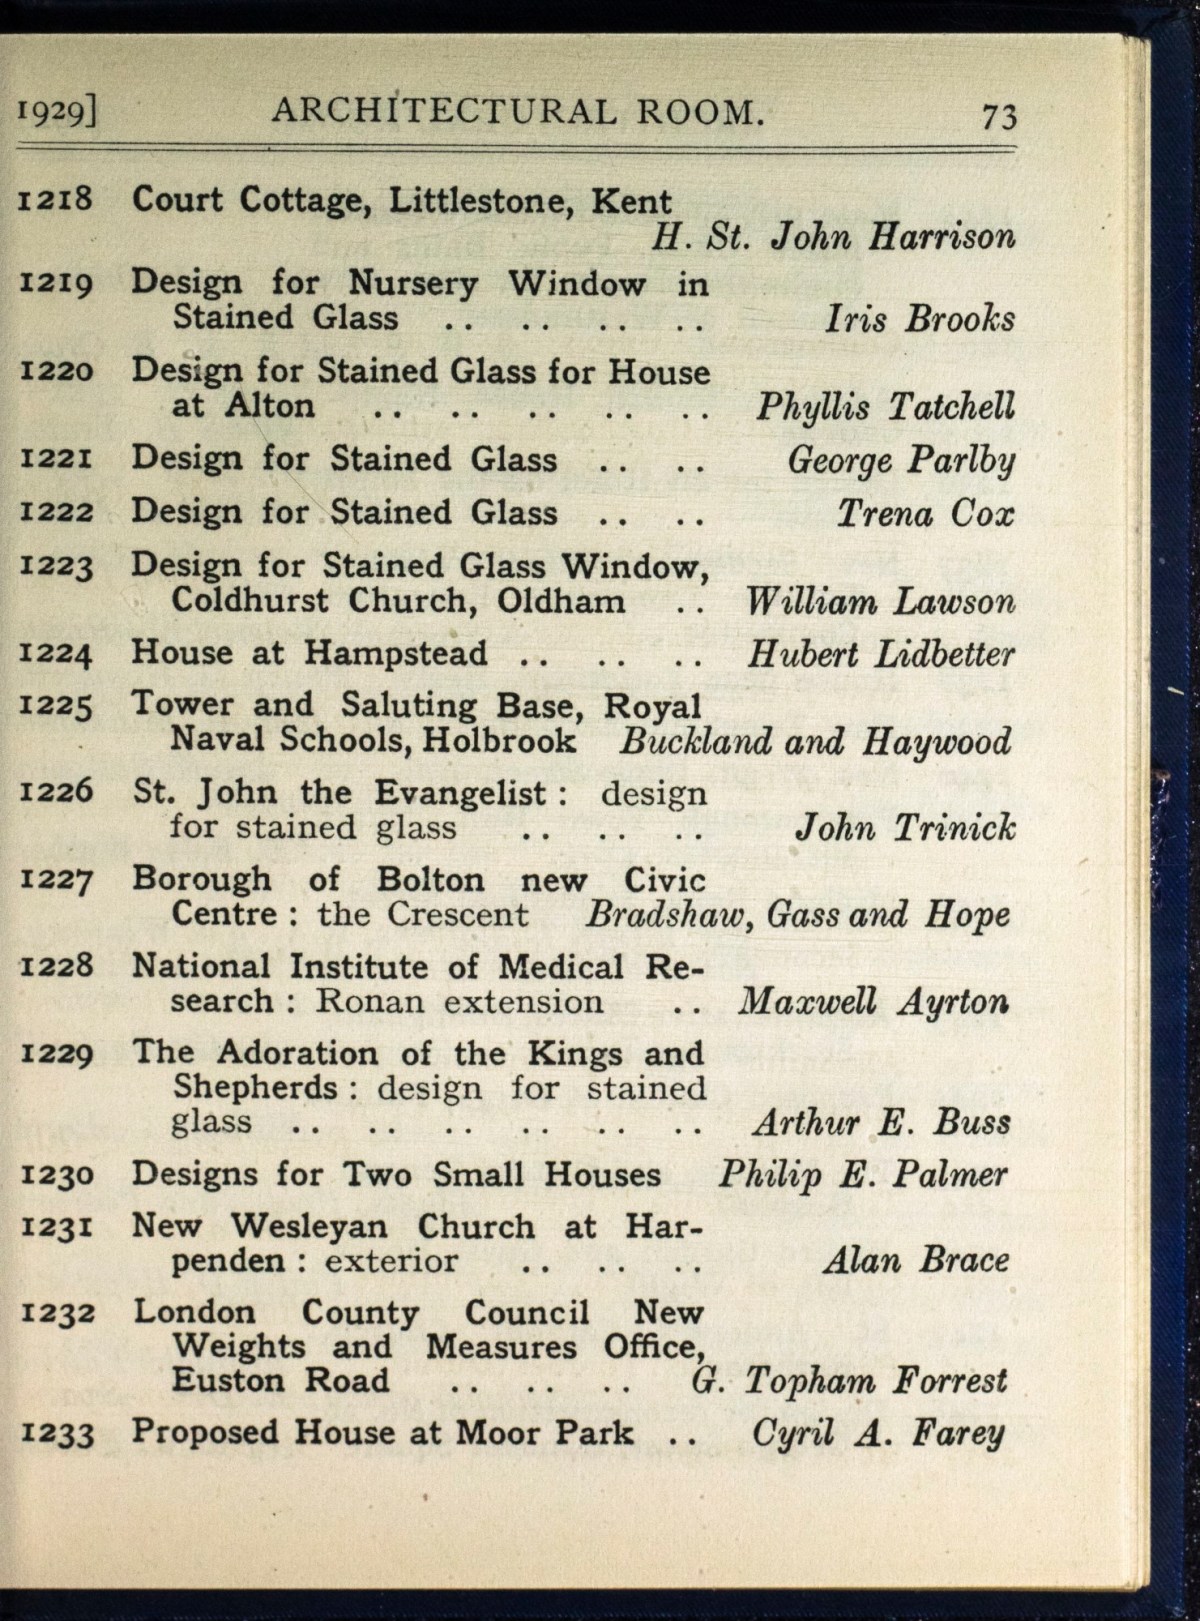 1929] ARCHITECTURAL ROOM. 73
1218 Court Cottage, Littlestone, Kent
H. St. John Harrison
1219 Design for Nursery Window in
Stained Glass .. .. .. .. Iris Brooks
1220 Design for Stained Glass for House
at Alton .. .. .. .. .. Phyllis Tatchell
1221 Design for Stained Glass .. .. George Parlby
1222 Design for Stained Glass .. .. Trena Cox
1223 Design for Stained Glass Window,
Coldhurst Church, Oldham .. William Lawson
1224 House at Hampstead .. .. .. Hubert Lidbetter
1225 Tower and Saluting Base, Royal
Naval Schools, Holbrook Buckland and Haywood
1226 St. John the Evangelist : design
for stained glass .. .. .. John Trinick
1227 Borough of Bolton new Civic
Centre : the Crescent Bradshaw, Gass and Hope
1228 National Institute of Medical Re-
search : Ronan extension .. Maxwell Ayrton
1229 The Adoration of the Kings and
Shepherds : design for stained
glass .. .. .. .. .. .. Arthur E. Buss
1230 Designs for Two Small Houses Philip E. Palmer
1231 New Wesleyan Church at Har-
penden : exterior .. .. .. Alan Brace
1232 London County Council New
Weights and Measures Office,
Euston Road .. .. .. G. Topham Forrest
1233 Proposed House at Moor Park .. Cyril A. Farey